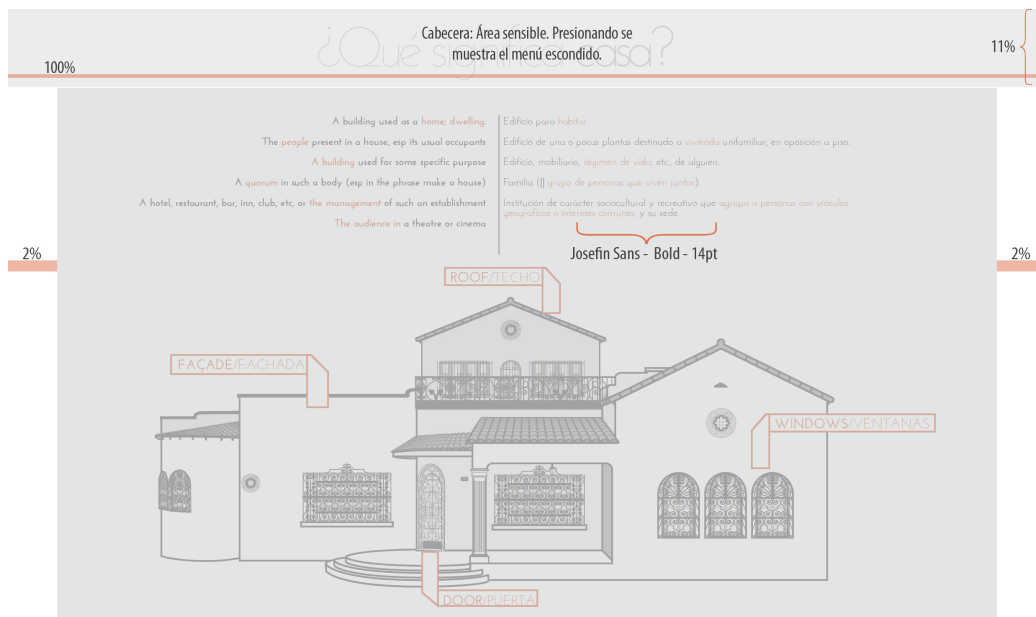 ¿Qué significa casa?
Cabecera: Área sensible. Presionando se
muestra el menú escondido.
11%
100%
A building used as a home; dwelling
The people present in a house, esp its usual occupants
A building used for some specific purpose
A quorum in such a body (esp in the phrase make a house)
A hotel, restaurant, bar, inn, club, etc, or the management of such an establishment
The audience in a theatre or cinema
Edificio para habitar.
Edificio de una o pocas plantas destinado a vivienda unifamiliar, en oposición a piso.
Edificio, mobiliario, régimen de vida, etc., de alguien.
Familia (‖ grupo de personas que viven juntas).
Institución de carácter sociocultural y recreativo que agrupa a personas con vínculos
geográficos o intereses comunes, y su sede.
Josefin Sans - Bold - 14pt
2%
2%
ROOF/TECHO
FAÇADE/FACHADA
WINDOWS/VENTANAS
DOOR/PUERTA